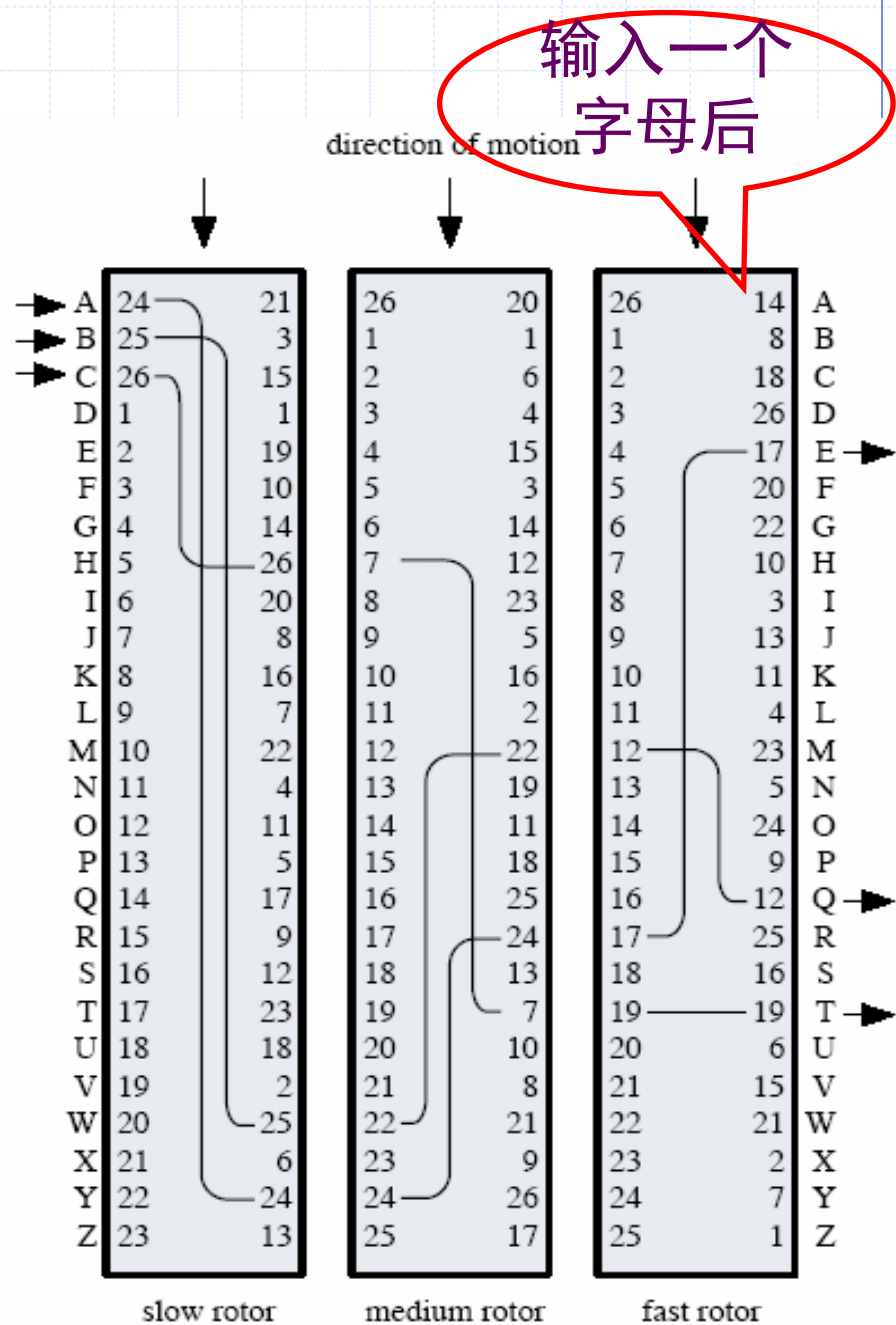 输入一个
字母后
direction of motion
A 24 21 26 20 26 14 A
B 25 3 1 1 1 8 B
C 26 15 2 6 2 18 C
D 1 1 3 4 3 26 D
E 2 19 4 15 4 17 E
F 3 10 5 3 5 20 F
G 4 14 6 14 6 22 G
H 5 26 7 12 7 10 H
I 6 20 8 23 8 3 I
J 7 8 9 5 9 13 J
K 8 16 10 16 10 11 K
L 9 7 11 2 11 4 L
M 10 22 12 22 12 23 M
N 11 4 13 19 13 5 N
O 12 11 14 11 14 24 O
P 13 5 15 18 15 9 P
Q 14 17 16 25 16 12 Q
R 15 9 17 24 17 25 R
S 16 12 18 13 18 16 S
T 17 23 19 7 19 19 T
U 18 18 20 10 20 6 U
V 19 2 21 8 21 15 V
W 20 25 22 21 22 21 W
X 21 6 23 9 23 2 X
Y 22 24 24 26 24 7 Y
Z 23 13 25 17 25 1 Z
slow rotor medium rotor fast rotor